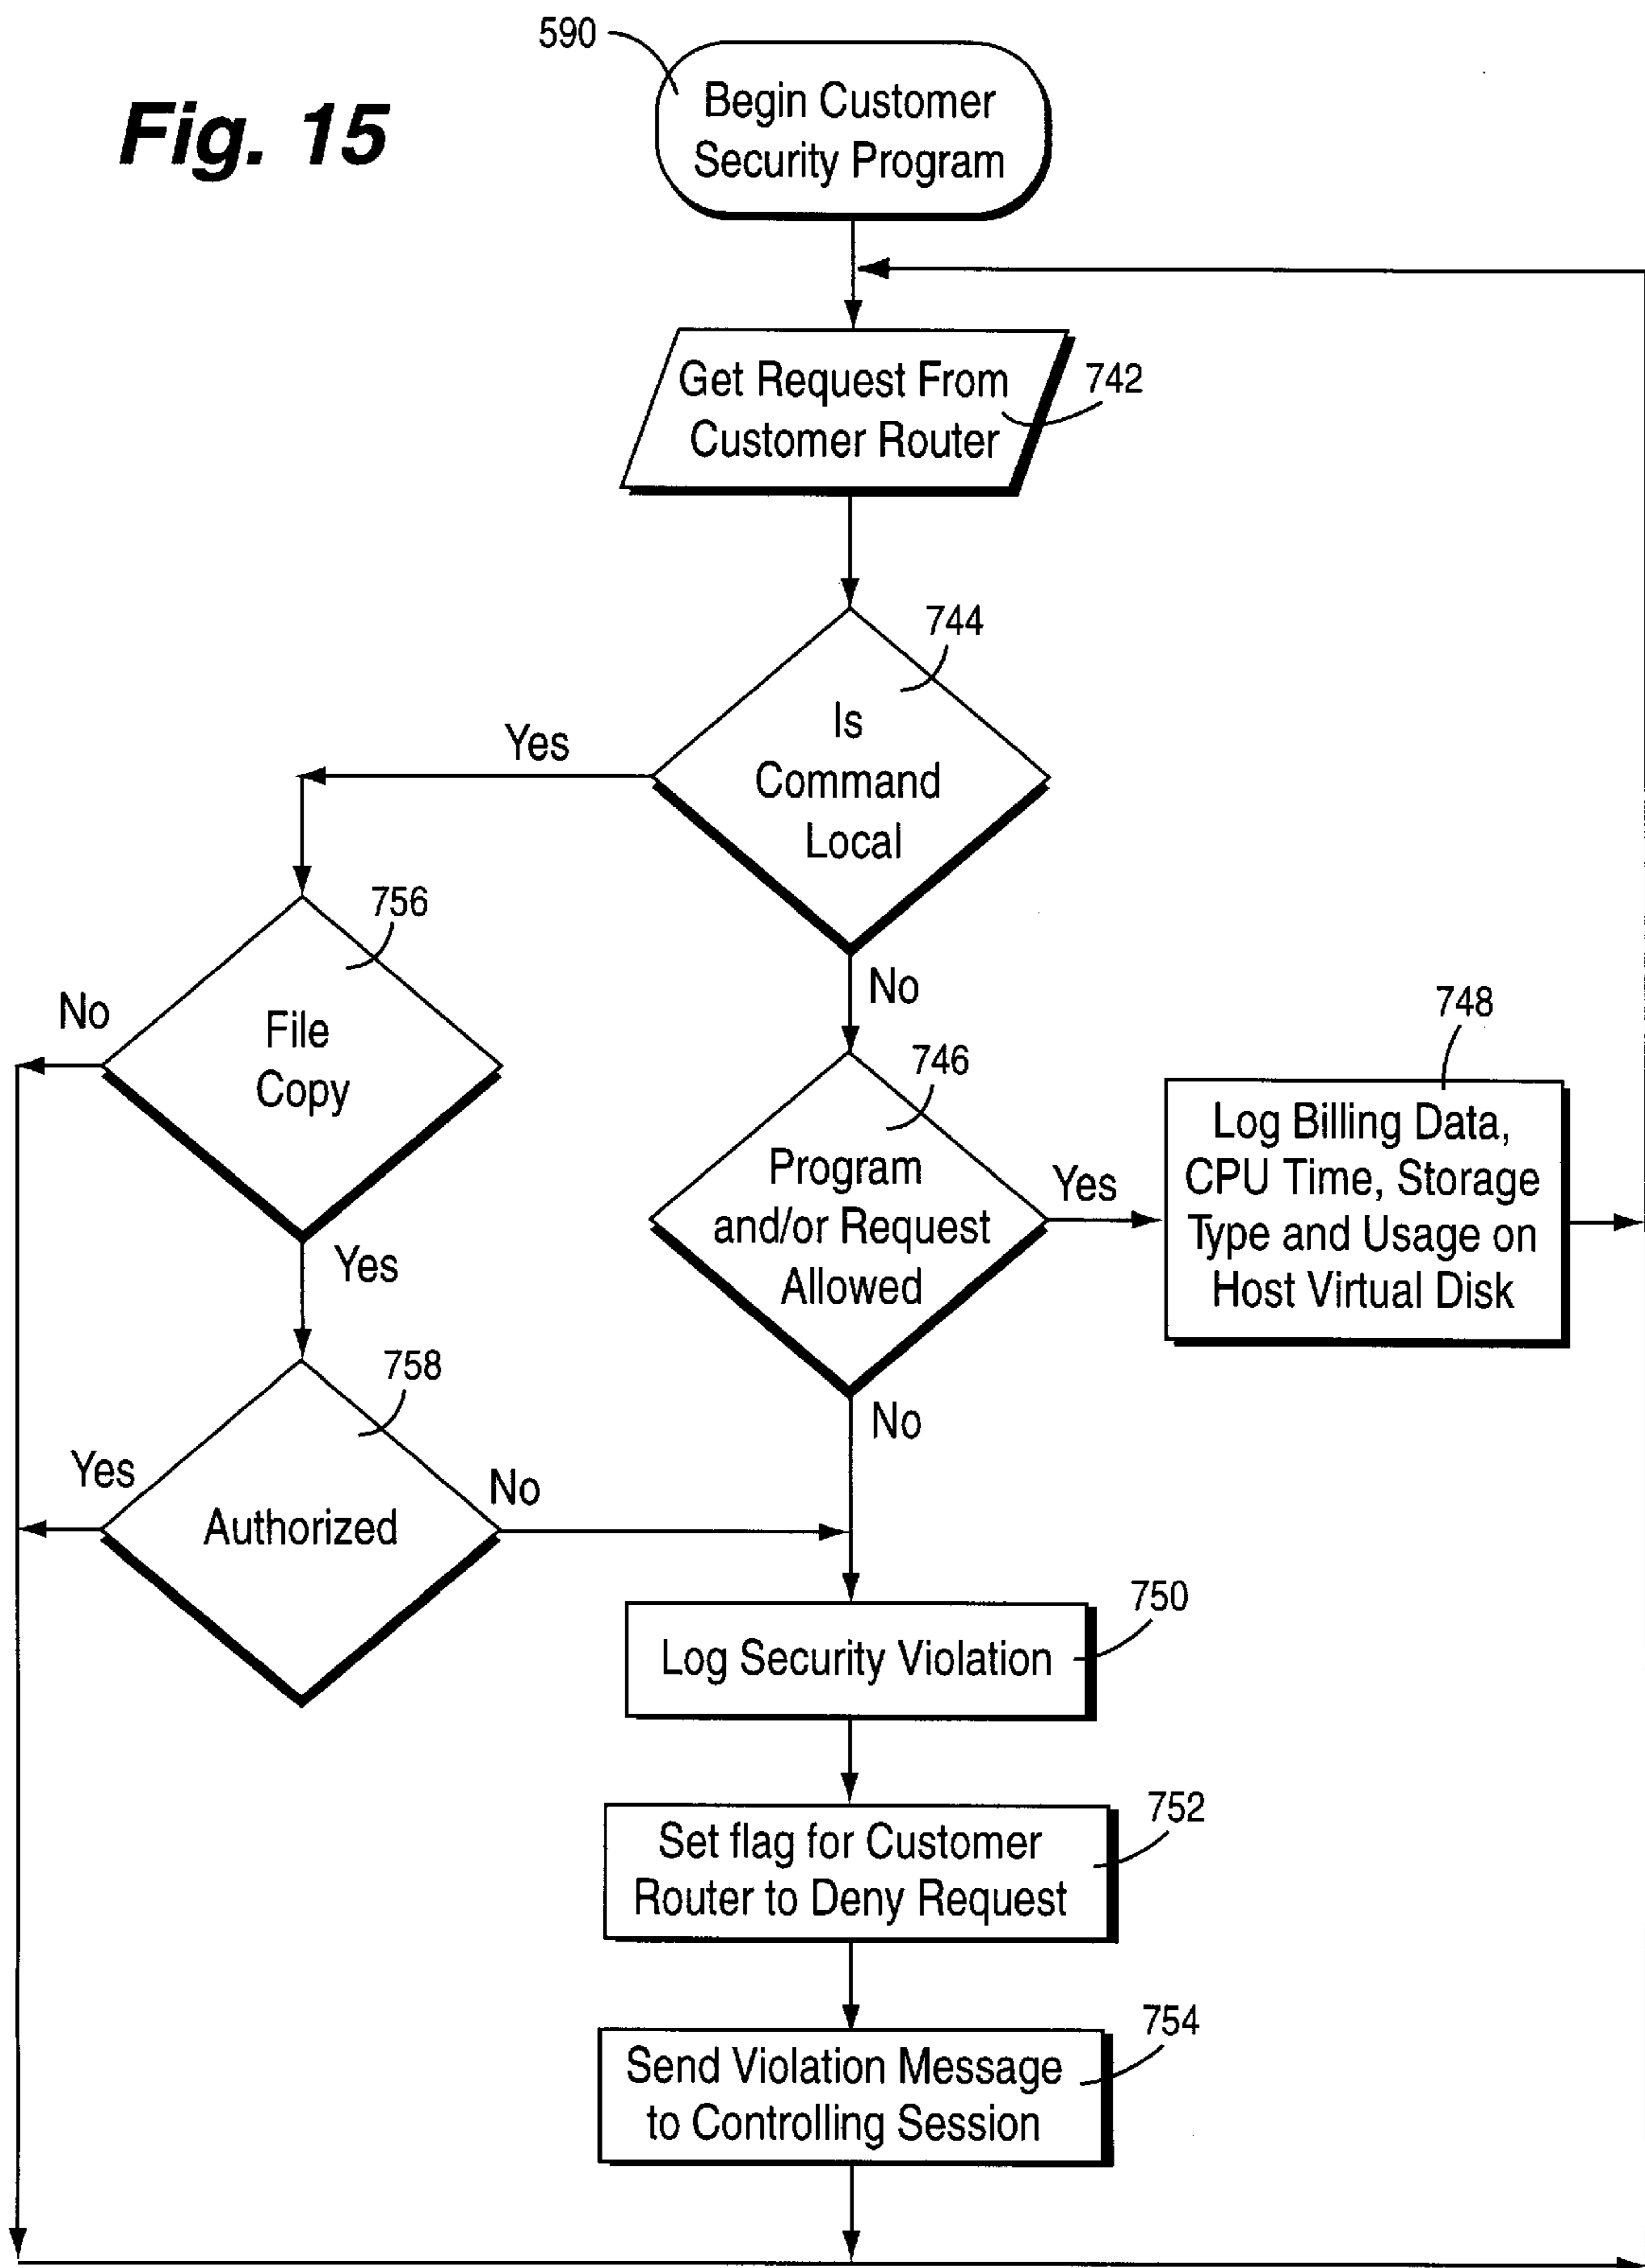 590
Fig. 15
Begin Customer
Security Program
Get Request From
Customer Router
742
744
Is
Command
Local
Yes
No
756
File
Copy
No
Yes
746
Program
and/or Request
Allowed
Yes
No
748
Log Billing Data,
CPU Time, Storage
Type and Usage on
Host Virtual Disk
758
Authorized
Yes
No
750
Log Security Violation
752
Set flag for Customer
Router to Deny Request
754
Send Violation Message
to Controlling Session